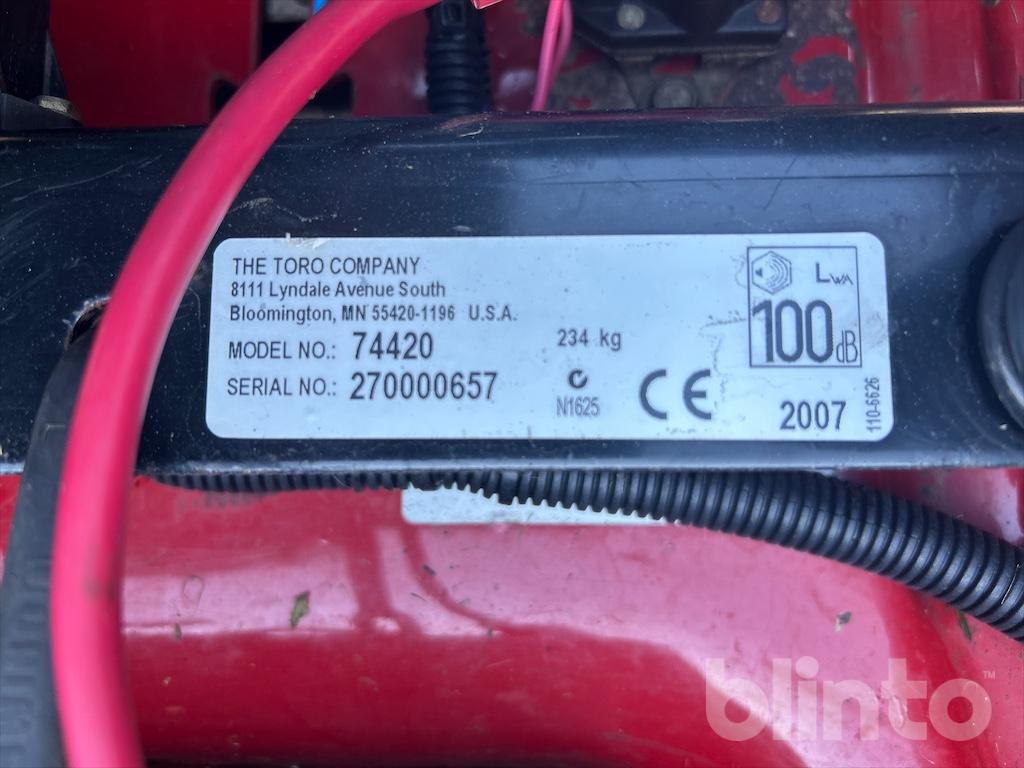 THE TORO COMPANY
8111 Lyndale Avenue South
Bloomington, MN 55420-1196 U.S.A.
MODEL NO.: 74420
SERIAL NO.: 270000657
234 kg
N1625
CE
LWA
100dB
2007
110-6626
blinto™